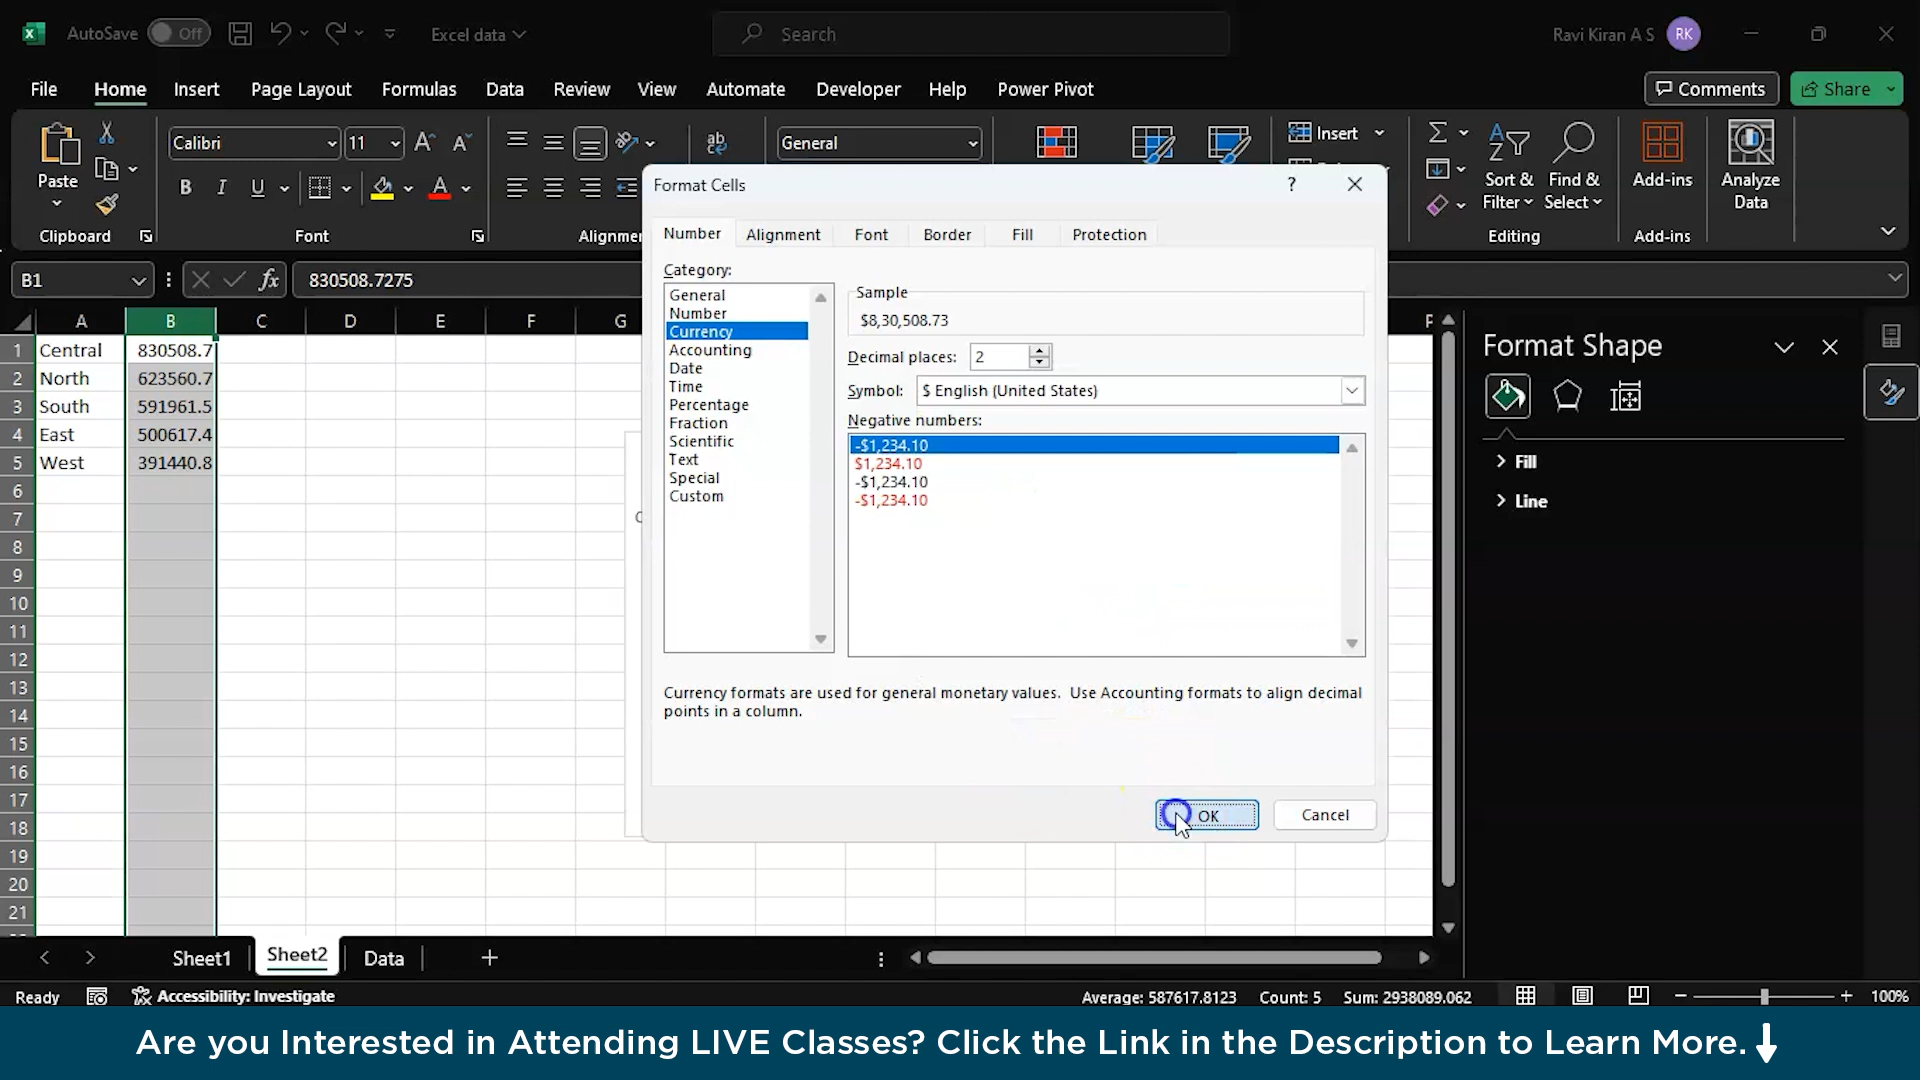 AutoSave Off Excel data Search Ravi Kiran A S RK
File Home Insert Page Layout Formulas Data Review View Automate Developer Help Power Pivot Comments Share
Paste Calibri 11 General Insert
B I U A Sort & Filter Find & Select Add-ins Analyze Data
Clipboard Font Editing Add-ins
B1 fx 830508.7275
A B C D E F G
1 Central 830508.7
2 North 623560.7
3 South 591961.5
4 East 500617.4
5 West 391440.8
6
7
8
9
10
11
12
13
14
15
16
17
18
19
20
21
Format Cells ?
Number Alignment Font Border Fill Protection
Category:
General
Number
Currency
Accounting
Date
Time
Percentage
Fraction
Scientific
Text
Special
Custom
Sample
$8,30,508.73
Decimal places: 2
Symbol: $ English (United States)
Negative numbers:
-$1,234.10
$1,234.10
-$1,234.10
-$1,234.10
Currency formats are used for general monetary values. Use Accounting formats to align decimal
points in a column.
OK Cancel
Format Shape
Fill
Line
Sheet1 Sheet2 Data
Ready Accessibility: Investigate Average: 587617.8123 Count: 5 Sum: 2938089.062 100%
Are you Interested in Attending LIVE Classes? Click the Link in the Description to Learn More.